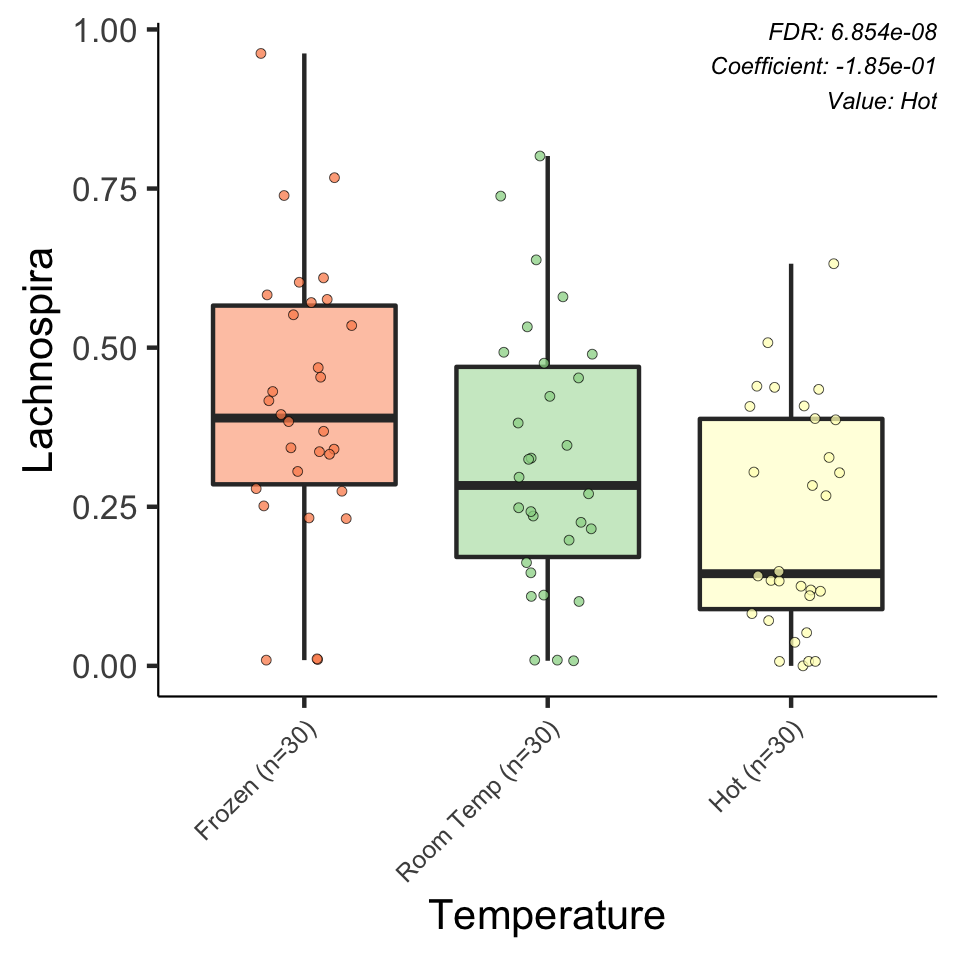 FDR: 6.854e-08
Coefficient: -1.85e-01
Value: Hot
Lachnospira
1.00
0.75
0.50
0.25
0.00
Frozen (n=30)
Room Temp (n=30)
Hot (n=30)
Temperature